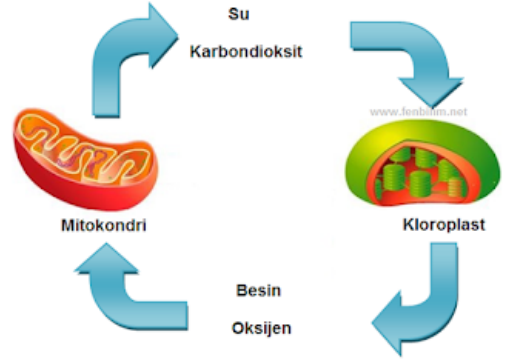 Su
Karbondioksit
www.fenbilim.net
Mitokondri
Kloroplast
Besin
Oksijen